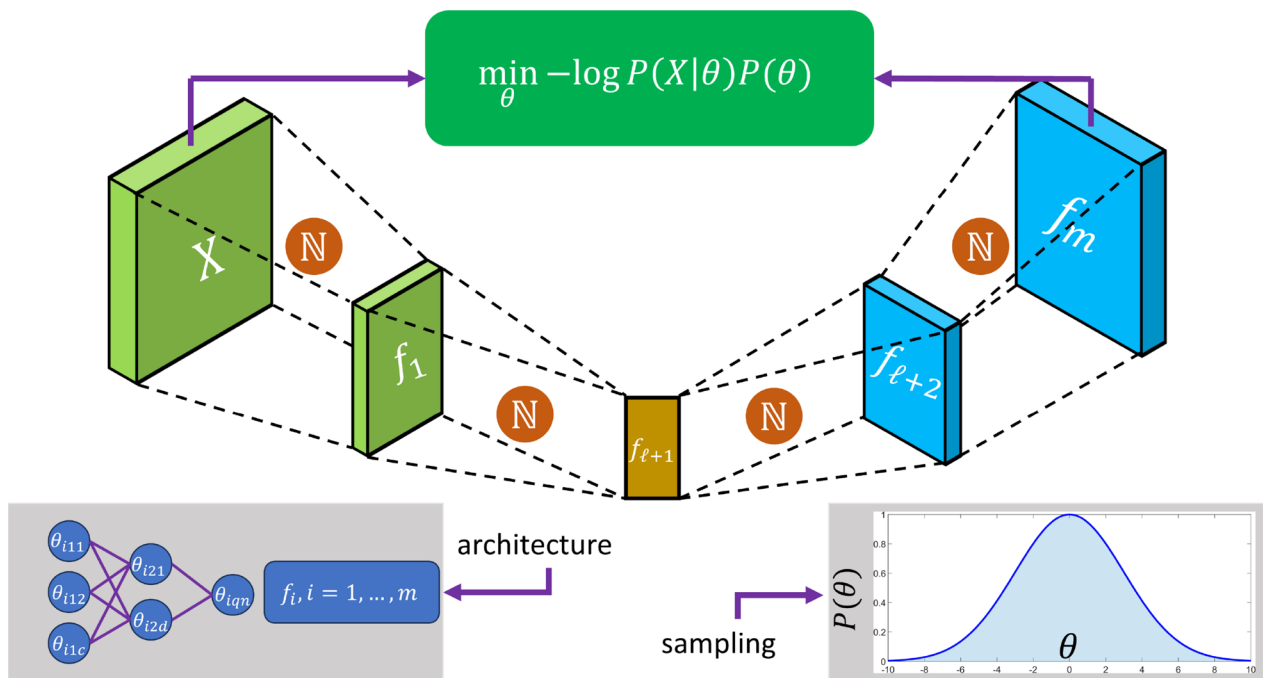 min −log P(X|θ)P(θ)
θ
X
ℕ
ℕ
f_m
f_1
f_{ℓ+2}
ℕ
ℕ
f_{ℓ+1}
θ_{i11}
θ_{i12}
θ_{i1c}
θ_{i21}
θ_{i2d}
θ_{iqn}
f_i, i = 1, …, m
architecture
sampling
P(θ)
1
0.8
0.6
0.4
0.2
0
θ
-10 -8 -6 -4 -2 0 2 4 6 8 10